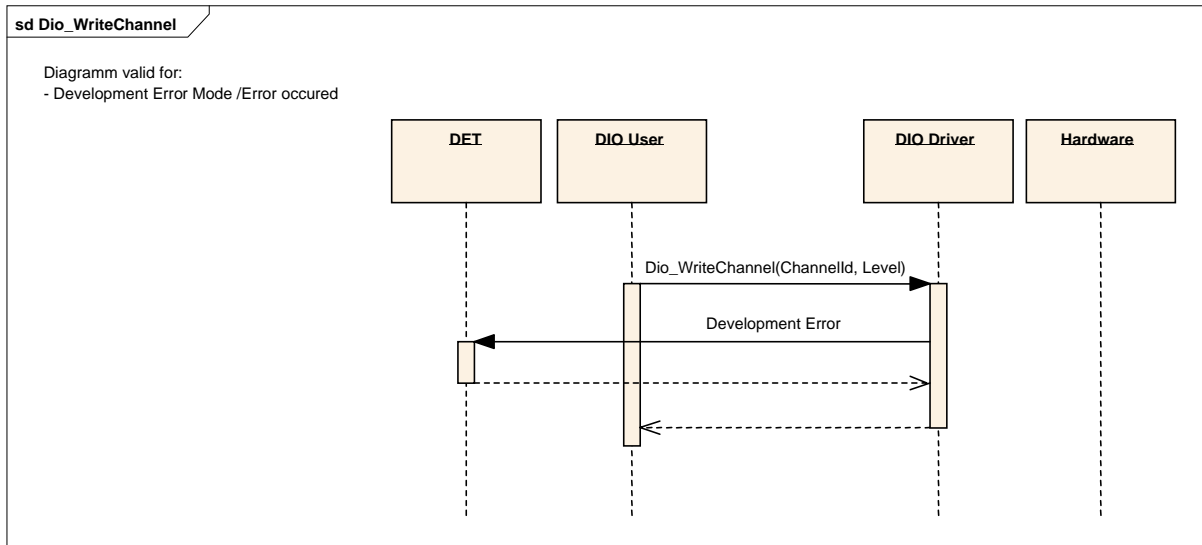 sd Dio_WriteChannel
Diagramm valid for:
- Development Error Mode /Error occured
DET
DIO User
DIO Driver
Hardware
Dio_WriteChannel(ChannelId, Level)
Development Error